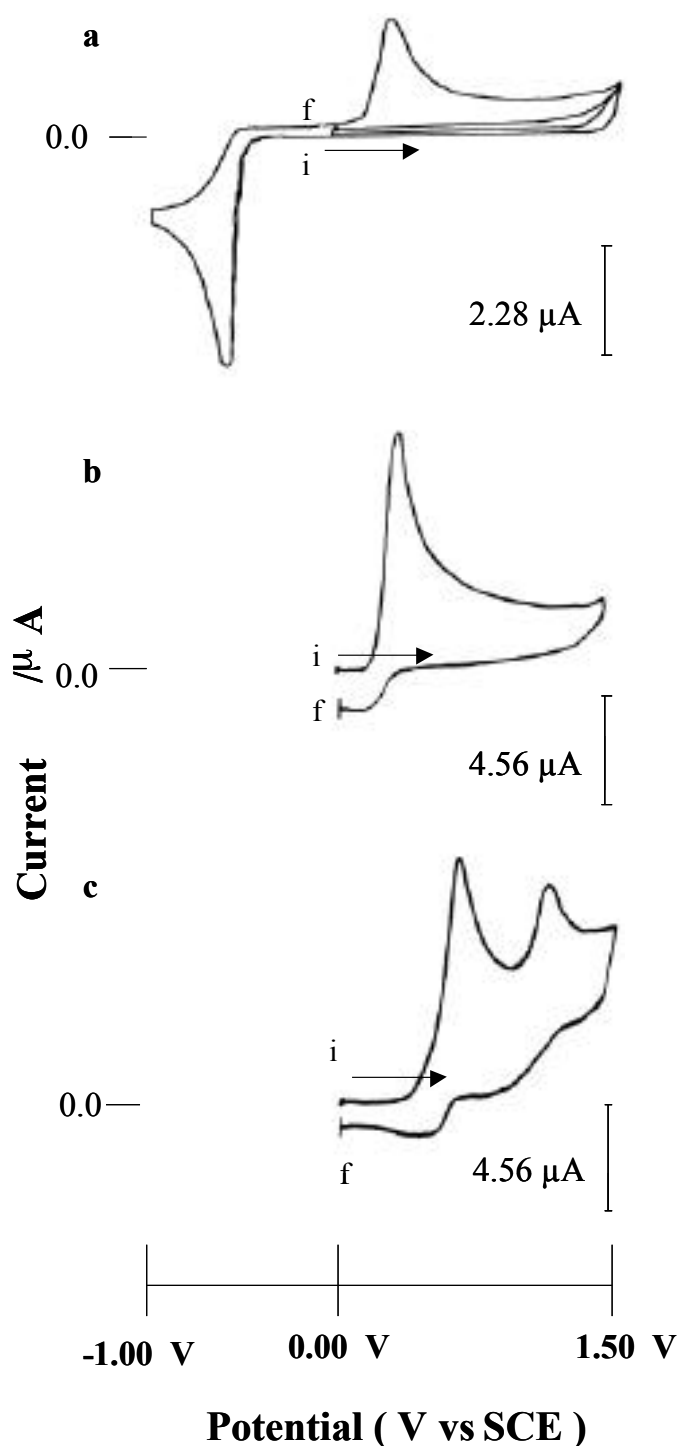 a
f
0.0
i
2.28 µA
b
i
0.0
f
4.56 µA
Current /µ A
c
i
0.0
f
4.56 µA
-1.00 V
0.00 V
1.50 V
Potential ( V vs SCE )